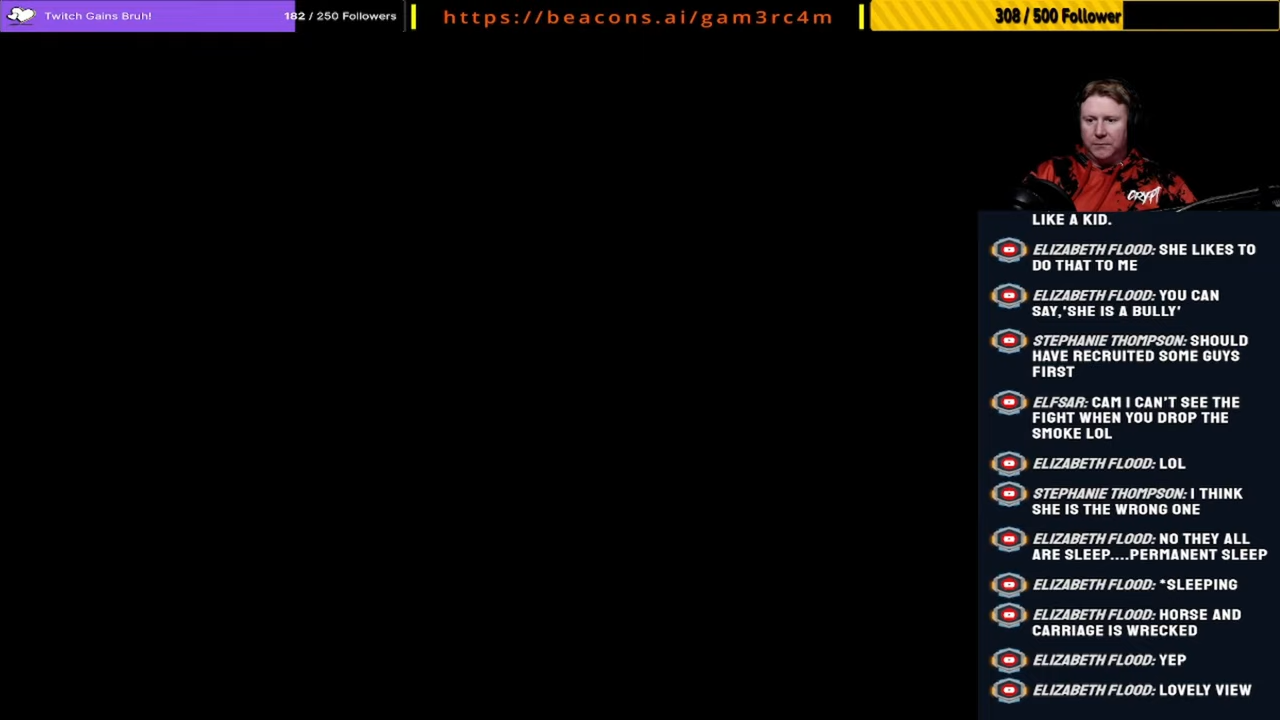 Twitch Gains Bruh!
182 / 250 Followers
https://beacons.ai/gam3rc4m
308 / 500 Follower
CRYPT
LIKE A KID.
ELIZABETH FLOOD: SHE LIKES TO
DO THAT TO ME
ELIZABETH FLOOD: YOU CAN
SAY,'SHE IS A BULLY'
STEPHANIE THOMPSON: SHOULD
HAVE RECRUITED SOME GUYS
FIRST
ELFSAR: CAM I CAN'T SEE THE
FIGHT WHEN YOU DROP THE
SMOKE LOL
ELIZABETH FLOOD: LOL
STEPHANIE THOMPSON: I THINK
SHE IS THE WRONG ONE
ELIZABETH FLOOD: NO THEY ALL
ARE SLEEP....PERMANENT SLEEP
ELIZABETH FLOOD: *SLEEPING
ELIZABETH FLOOD: HORSE AND
CARRIAGE IS WRECKED
ELIZABETH FLOOD: YEP
ELIZABETH FLOOD: LOVELY VIEW